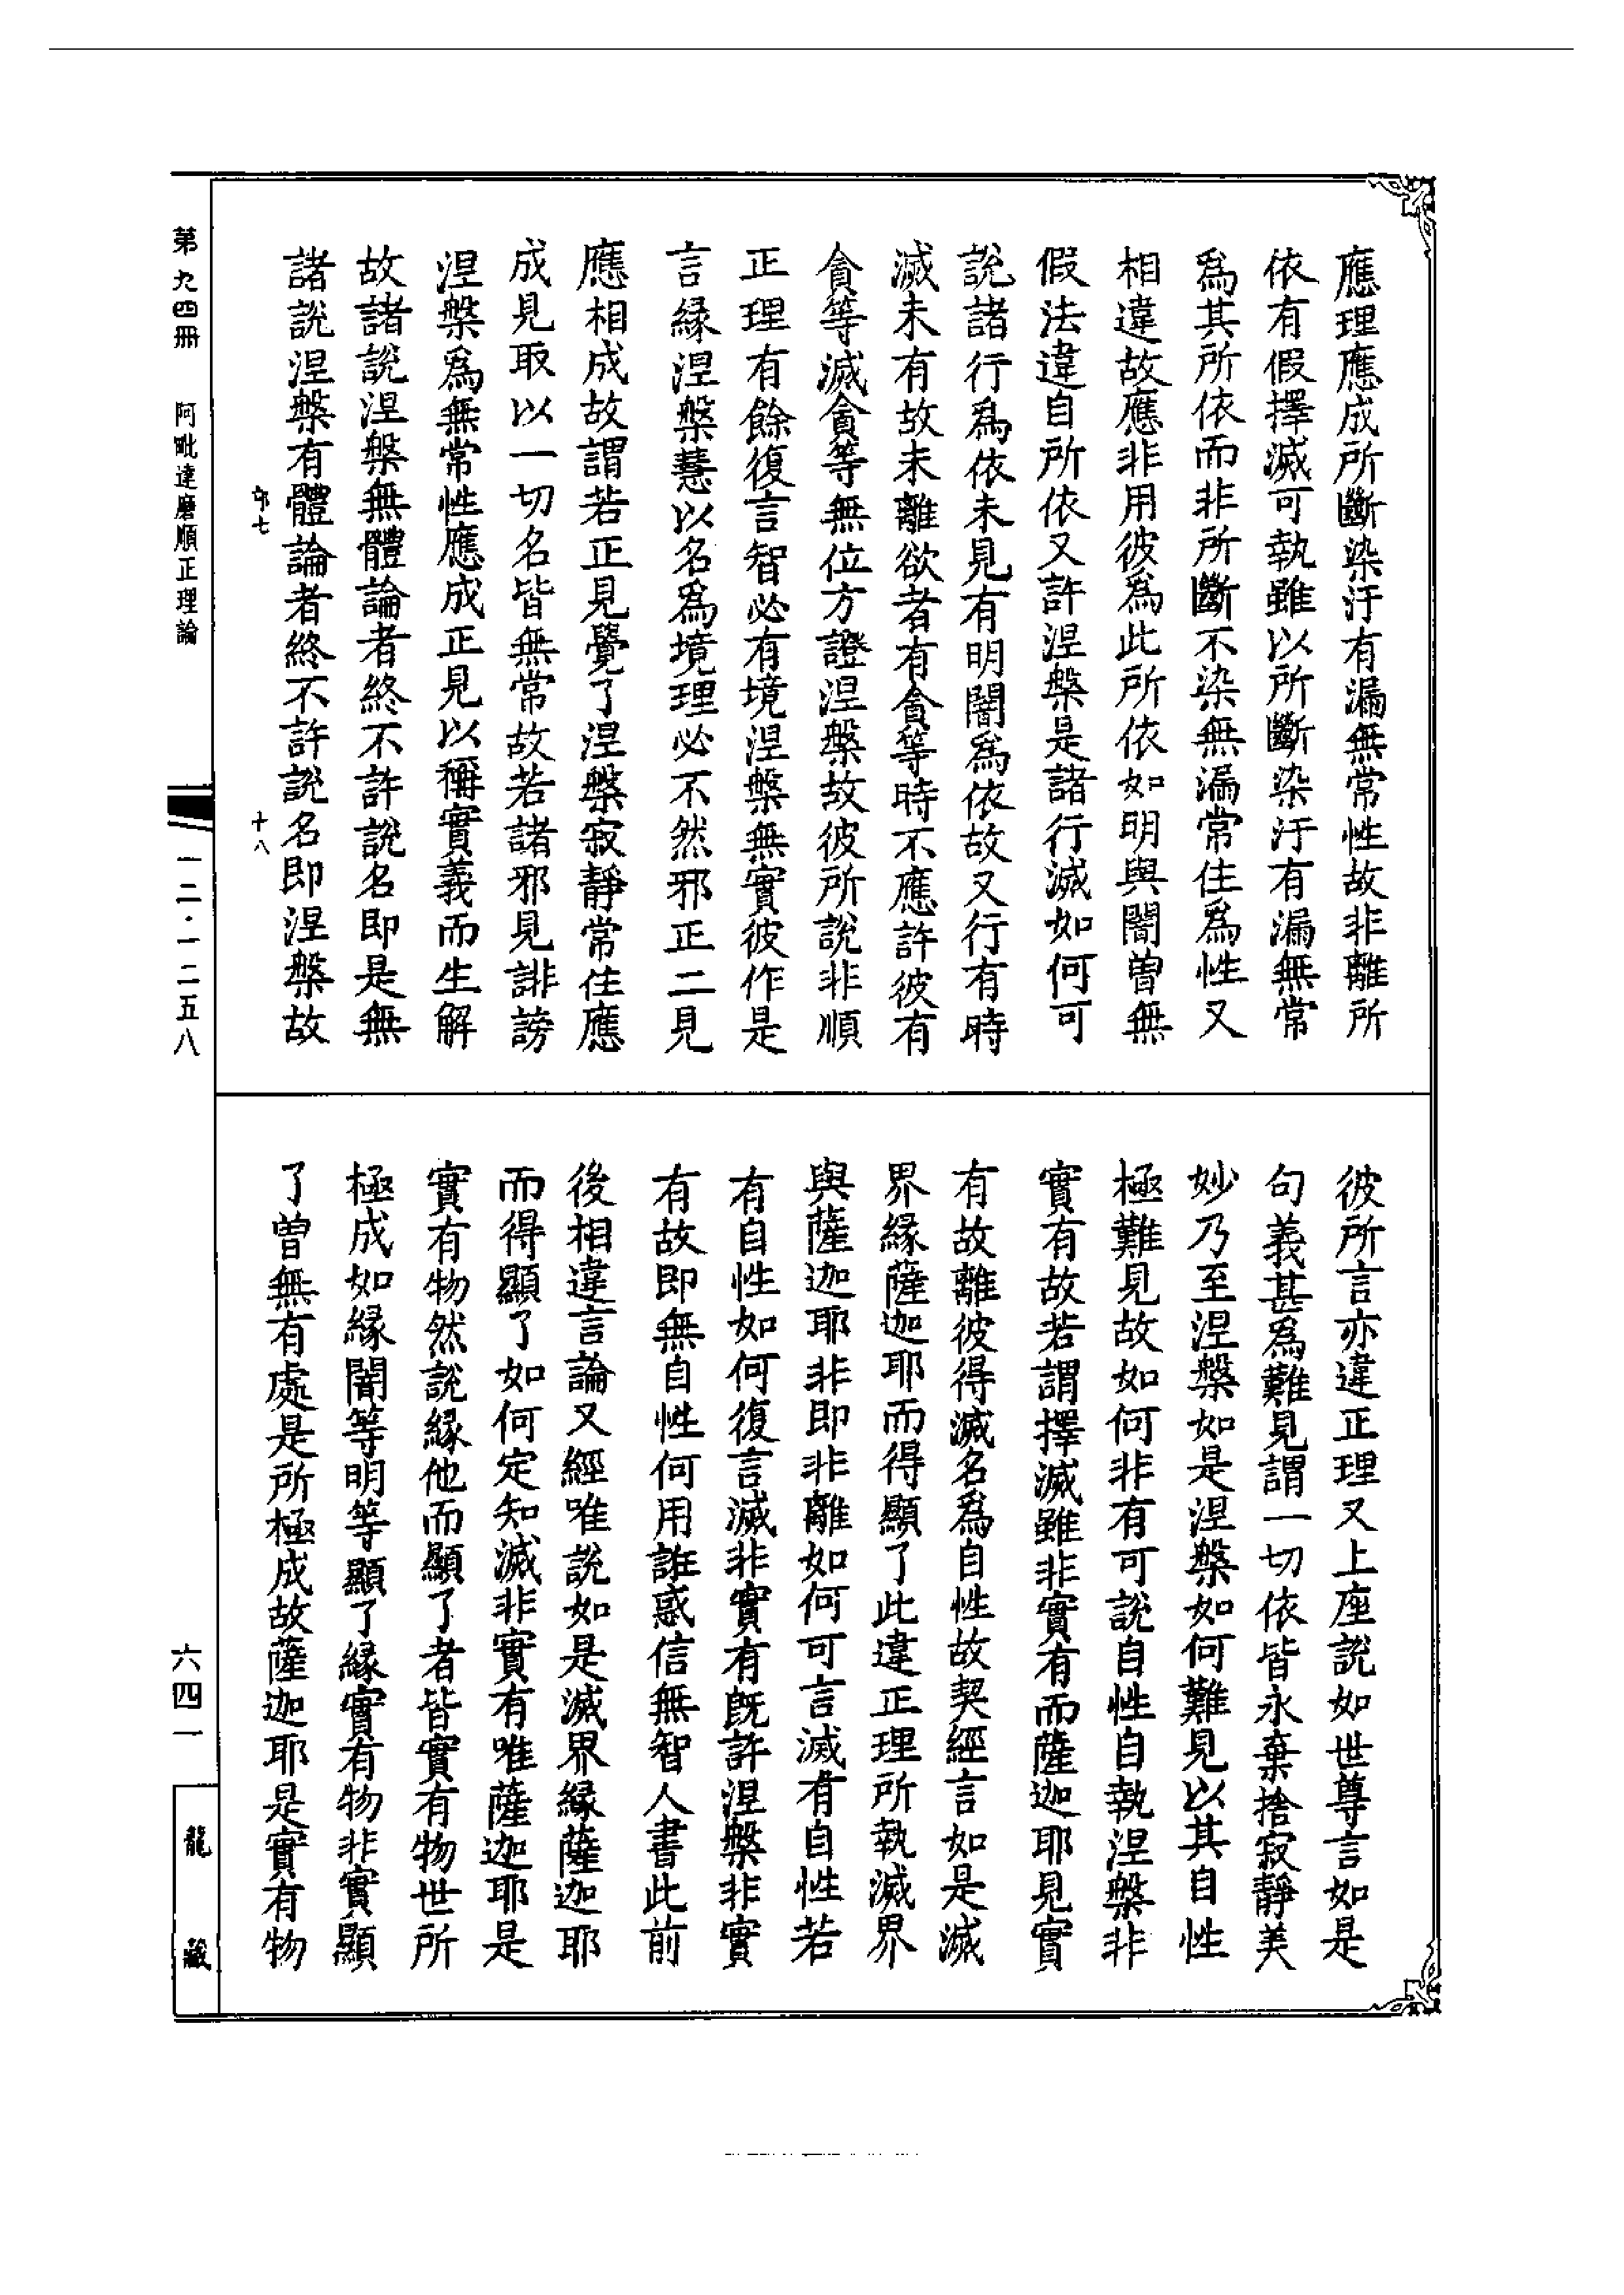 應理應成所斷染汙有漏無常性故非離所
依有假擇滅可執雖以所斷染汙有漏無常
爲其所依而非所斷不染無漏常住爲性又
相違故應非用彼爲此所依如明與闇曾無
假法違自所依又許涅槃是諸行滅如何可
說諸行爲依未見有明闇爲依故又行有時
滅未有故未離欲者有貪等時不應許彼有
貪等滅貪等無位方證涅槃故彼所說非順
正理有餘復言智必有境涅槃無實彼作是
言緣涅槃慧以名爲境理必不然邪正二見
應相成故謂若正見覺了涅槃寂靜常住應
成見取以一切名皆無常故若諸邪見誹謗
涅槃爲無常性應成正見以稱實義而生解
故諸說涅槃無體論者終不許說名即是無
諸說涅槃有體論者終不許說名即涅槃故
彼所言亦違正理又上座說如世尊言如是
句義甚爲難見謂一切依皆永棄捨寂靜美
妙乃至涅槃如是涅槃如何難見以其自性
極難見故如何非有可說自性自執涅槃非
實有故若謂擇滅雖非實有而薩迦耶見實
有故離彼得滅名爲自性故契經言如是滅
界緣薩迦耶而得顯了此違正理所執滅界
與薩迦耶非即非離如何可言滅有自性若
有自性如何復言滅非實有既許涅槃非實
有故即無自性何用誑惑信無智人書此前
後相違言論又經唯說如是滅界緣薩迦耶
而得顯了如何定知滅非實有唯薩迦耶是
實有物然說緣他而顯了者皆實有物世所
極成如緣闇等明等顯了緣實有物非實顯
了曾無有處是所極成故薩迦耶是實有物
第九四册 阿毗達磨順正理論
十八
一二·一二五八
六四一
龍藏